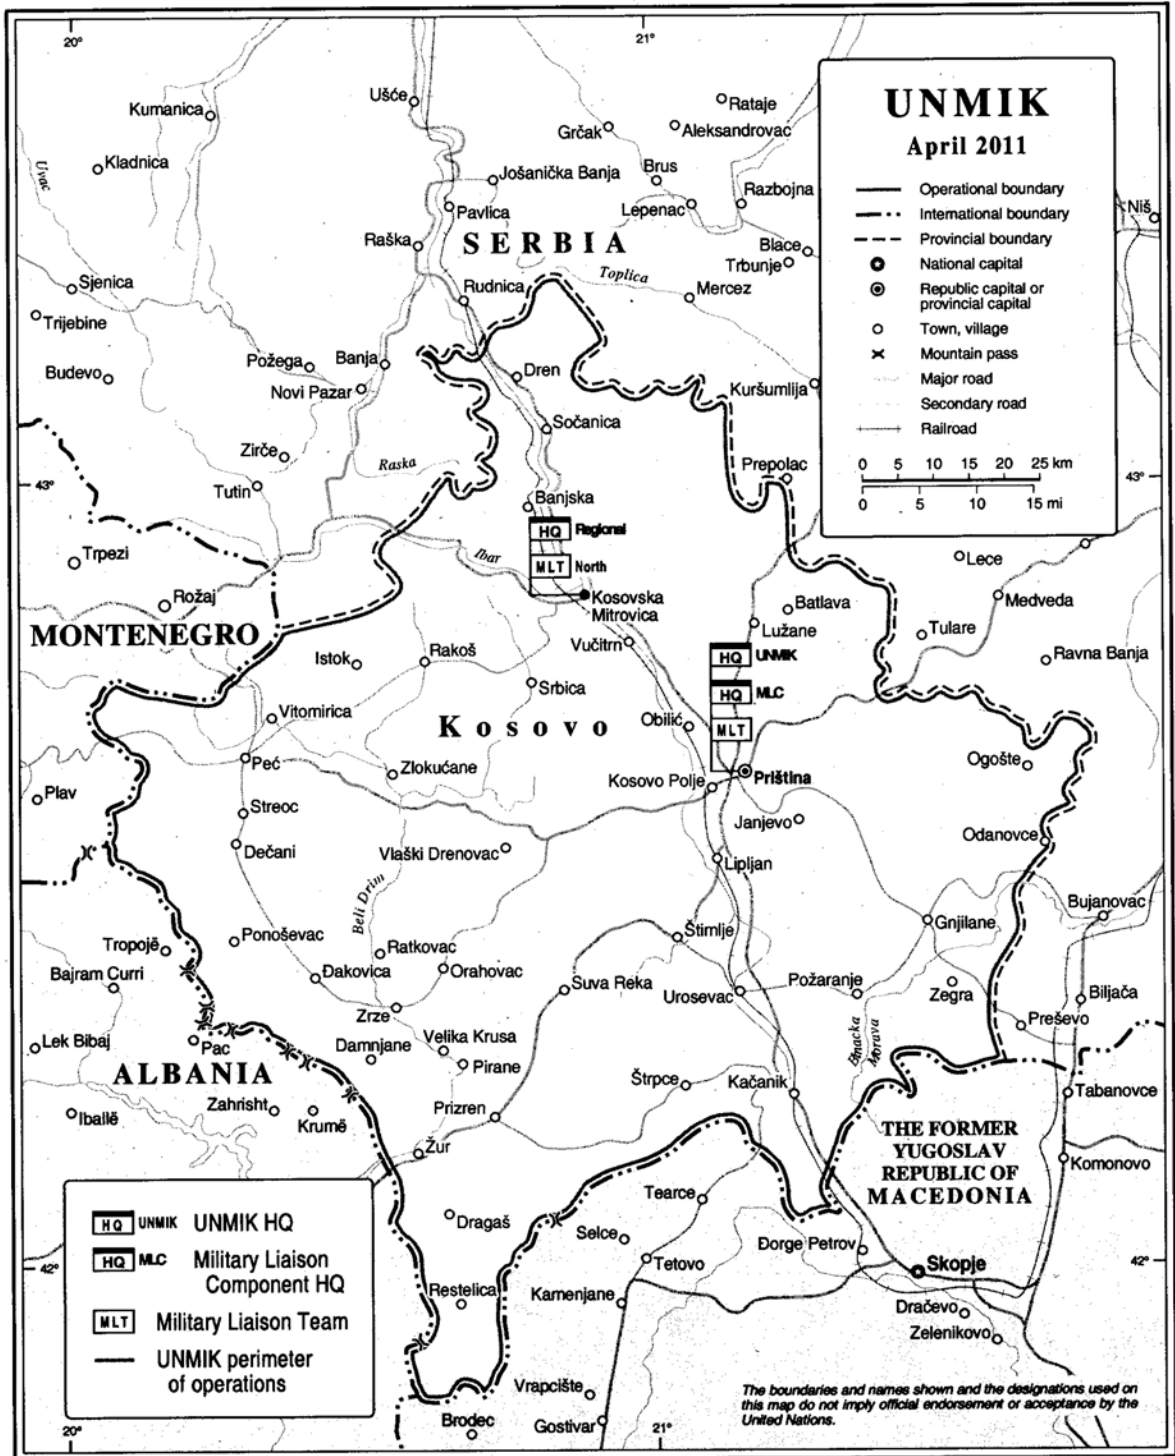 20°
21°
UNMIK
April 2011
Operational boundary
International boundary
Provincial boundary
National capital
Republic capital or
provincial capital
Town, village
Mountain pass
Major road
Secondary road
Railroad
0 5 10 15 20 25 km
0 5 10 15 mi
Ušće
Rataje
Kumanica
Grčak
Aleksandrovac
Kladnica
Uvac
Jošanička Banja
Brus
Razbojna
Pavlica
Lepenac
Niš
Raška
SERBIA
Blace
Trbunje
Toplica
Sjenica
Rudnica
Mercez
Trijebine
Požega
Banja
Budevo
Novi Pazar
Dren
Kuršumlija
Sočanica
Zirče
Raska
Prepolac
43°
43°
Tutin
Banjska
HQ Regional
Trpezi
Ibar
MLT North
Lece
Rožaj
Kosovska
Mitrovica
Batlava
Medveda
MONTENEGRO
Lužane
Tulare
Vučitrn
HQ UNMIK
Istok
Rakoš
Ravna Banja
Srbica
HQ MLC
Vitomirica
Kosovo
Obilić
MLT
Peć
Zlokućane
Ogošte
Plav
Kosovo Polje
Priština
Streoc
Janjevo
Dečani
Vlaški Drenovac
Odanovce
Lipljan
Beli Drim
Bujanovac
Gnjilane
Tropojë
Ponoševac
Štimlje
Ratkovac
Bajram Curri
Đakovica
Orahovac
Suva Reka
Požaranje
Urosevac
Zegra
Biljača
Zrze
Preševo
Lek Bibaj
Pac
Velika Krusa
Binacka
Morava
Damnjane
Pirane
ALBANIA
Štrpce
Kačanik
Tabanovce
Iballë
Zahrisht
Krumë
Prizren
THE FORMER
YUGOSLAV
REPUBLIC OF
MACEDONIA
Žur
Komonovo
Tearce
HQ UNMIK UNMIK HQ
Dragaš
Selce
Đorge Petrov
HQ MLC Military Liaison
Component HQ
Tetovo
Skopje
42°
42°
Restelica
Kamenjane
Dračevo
MLT Military Liaison Team
Zelenikovo
UNMIK perimeter
of operations
Vrapcište
Brodec
Gostivar
The boundaries and names shown and the designations used on
this map do not imply official endorsement or acceptance by the
United Nations.
20°
21°